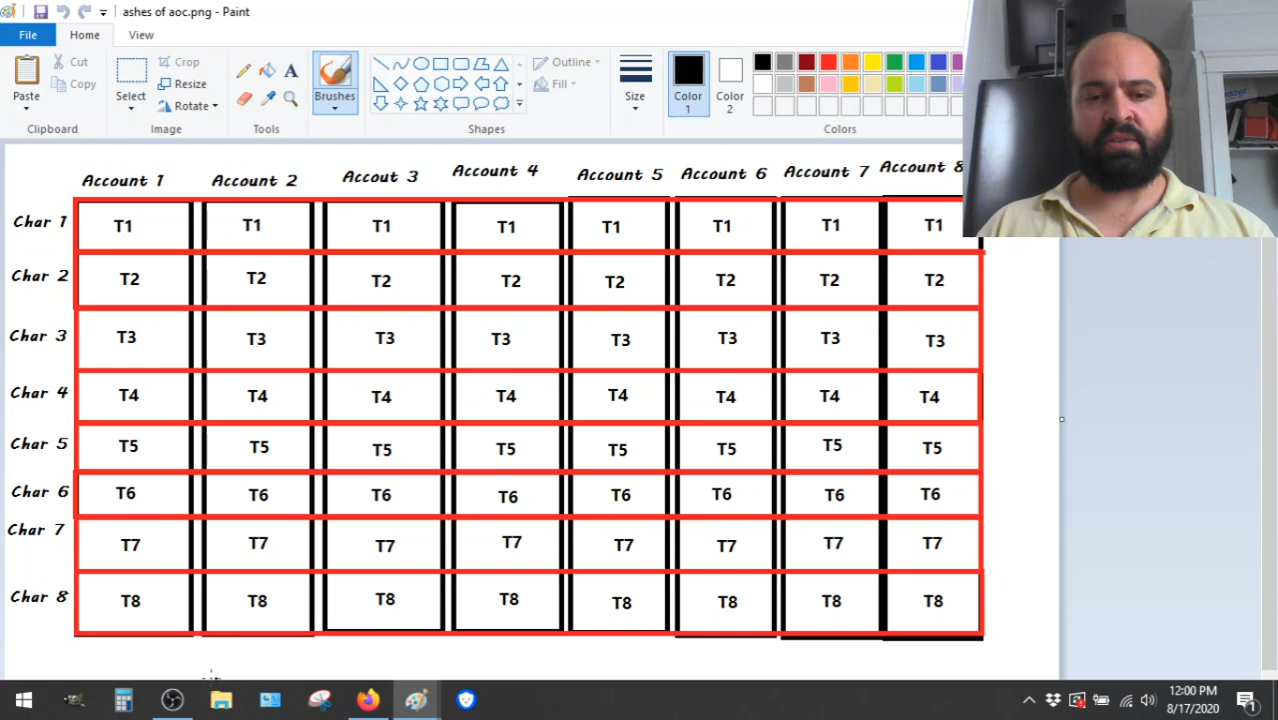 ashes of aoc.png - Paint
File Home View
Paste
Cut
Copy
Clipboard
Select
Crop
Resize
Rotate
Image
Tools
Brushes
Shapes
Outline
Fill
Size
Color 1
Color 2
Colors
Account 1 Account 2 Accout 3 Account 4 Account 5 Account 6 Account 7 Account 8
Char 1 T1 T1 T1 T1 T1 T1 T1 T1
Char 2 T2 T2 T2 T2 T2 T2 T2 T2
Char 3 T3 T3 T3 T3 T3 T3 T3 T3
Char 4 T4 T4 T4 T4 T4 T4 T4 T4
Char 5 T5 T5 T5 T5 T5 T5 T5 T5
Char 6 T6 T6 T6 T6 T6 T6 T6 T6
Char 7 T7 T7 T7 T7 T7 T7 T7 T7
Char 8 T8 T8 T8 T8 T8 T8 T8 T8
12:00 PM
8/17/2020
1